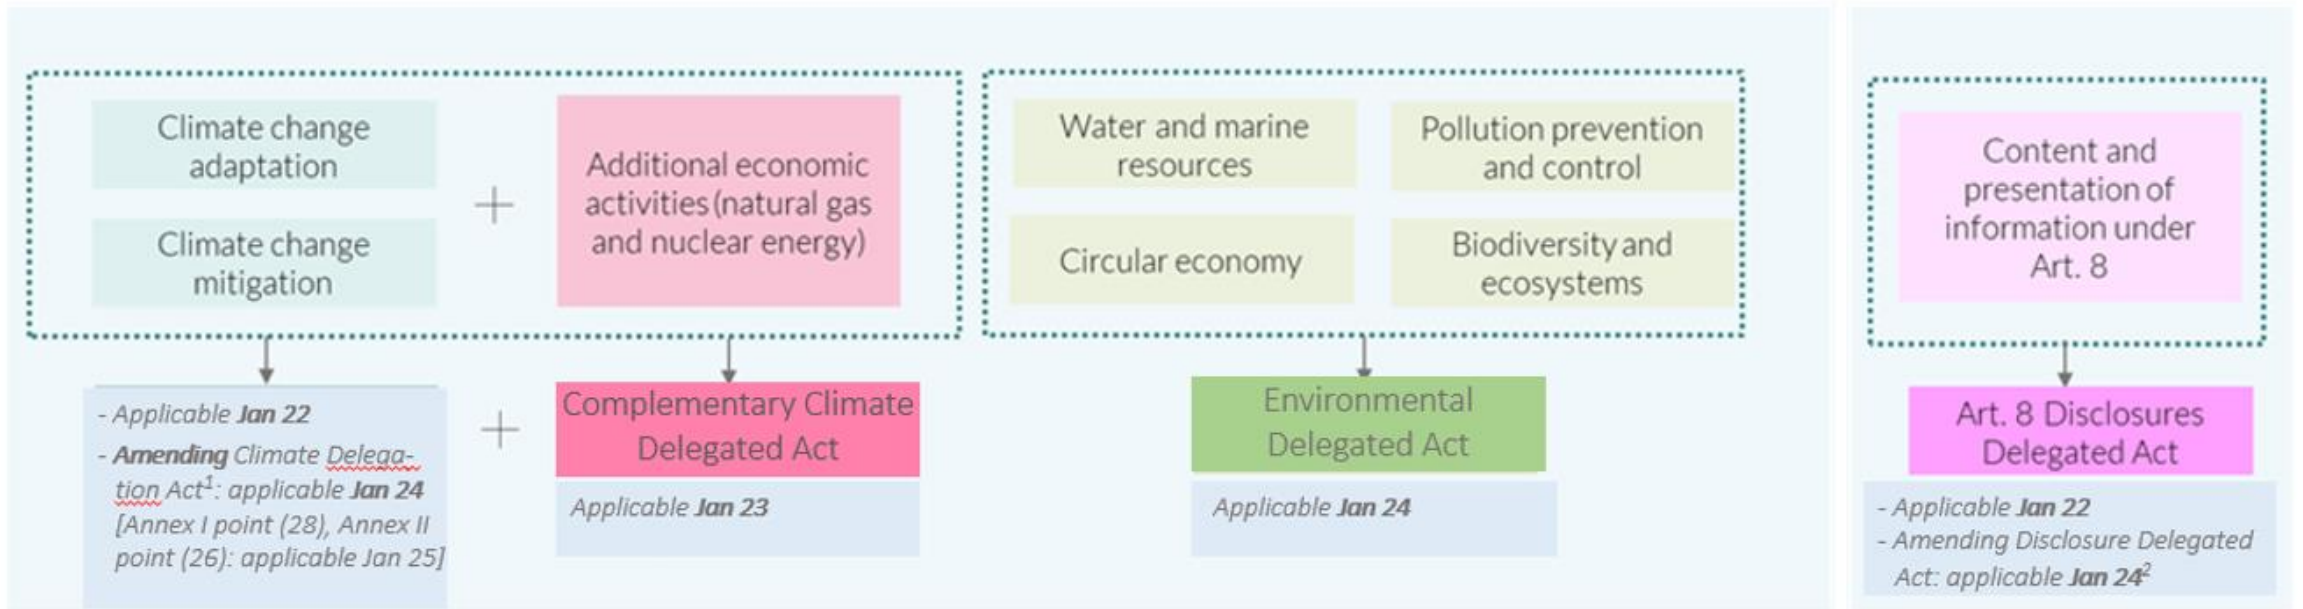 Climate change
adaptation
Climate change
mitigation
+
Additional economic
activities (natural gas
and nuclear energy)
Water and marine
resources
Pollution prevention
and control
Circular economy
Biodiversity and
ecosystems
Content and
presentation of
information under
Art. 8
- Applicable Jan 22
- Amending Climate Delega-
tion Act¹: applicable Jan 24
[Annex I point (28), Annex II
point (26): applicable Jan 25]
+
Complementary Climate
Delegated Act
Applicable Jan 23
Environmental
Delegated Act
Applicable Jan 24
Art. 8 Disclosures
Delegated Act
- Applicable Jan 22
- Amending Disclosure Delegated
Act: applicable Jan 24²